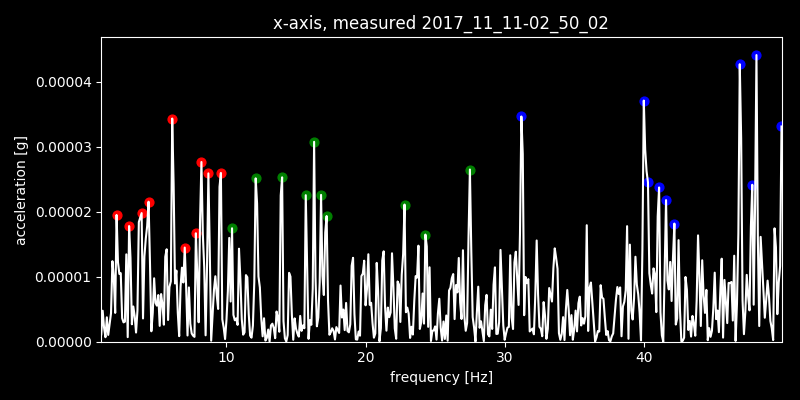 x-axis, measured 2017_11_11-02_50_02
acceleration [g]
0.00004
0.00003
0.00002
0.00001
0.00000
10 20 30 40
frequency [Hz]